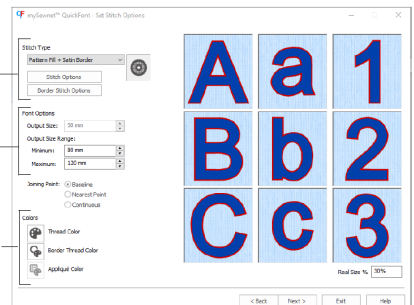 mySewnet™ QuickFont - Set Stitch Options
Stitch Type
Pattern Fill + Satin Border
Stitch Options
Border Stitch Options
Font Options
Output Size: 30 mm
Output Size Range:
Minimum: 80 mm
Maximum: 120 mm
Joining Point: Baseline
Nearest Point
Continuous
Colors
Thread Color
Border Thread Color
Appliqué Color
A a 1
B b 2
C c 3
Real Size % 30%
< Back Next > Exit Help